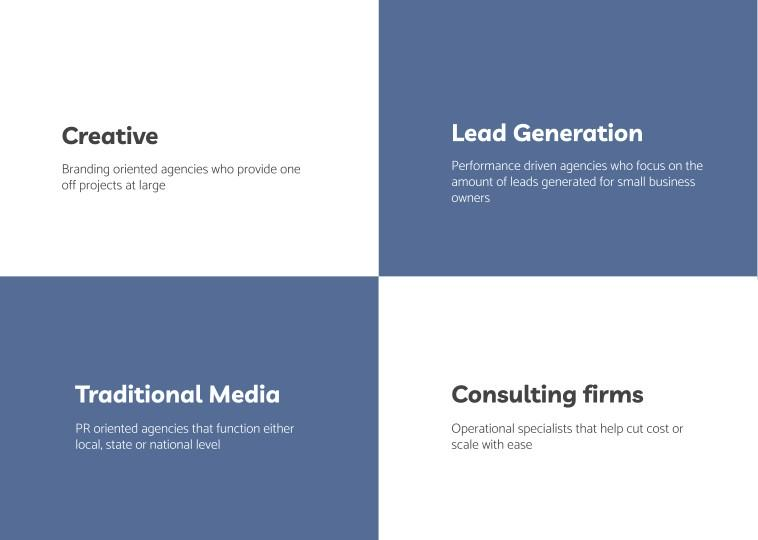 Creative
Branding oriented agencies who provide one
off projects at large
Lead Generation
Performance driven agencies who focus on the
amount of leads generated for small business
owners
Traditional Media
PR oriented agencies that function either
local, state or national level
Consulting firms
Operational specialists that help cut cost or
scale with ease